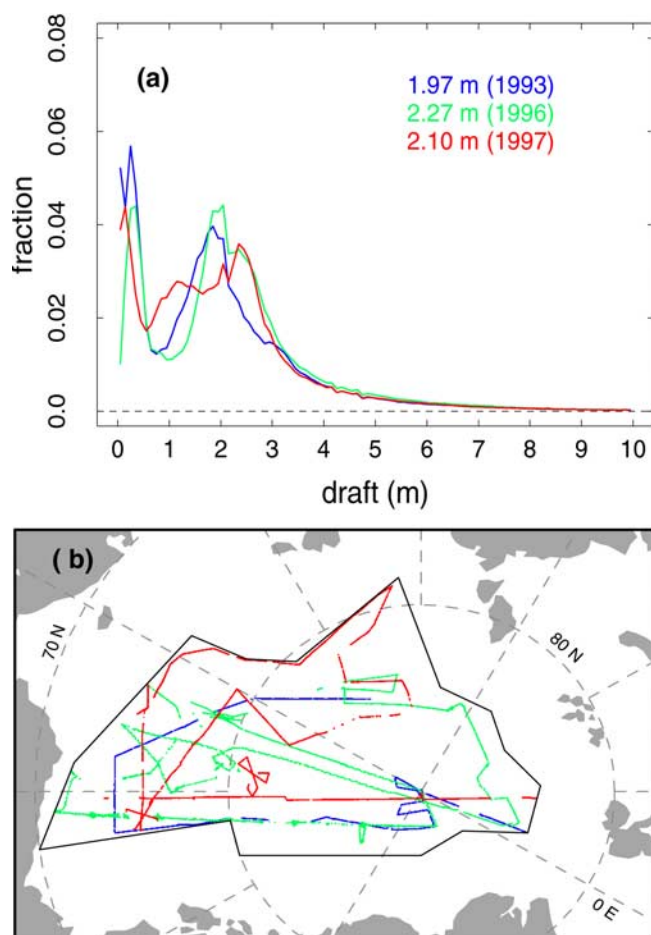 0.08
(a)
1.97 m (1993)
2.27 m (1996)
2.10 m (1997)
0.06
fraction
0.04
0.02
0.0
0 1 2 3 4 5 6 7 8 9 10
draft (m)
( b)
70 N
80 N
0 E